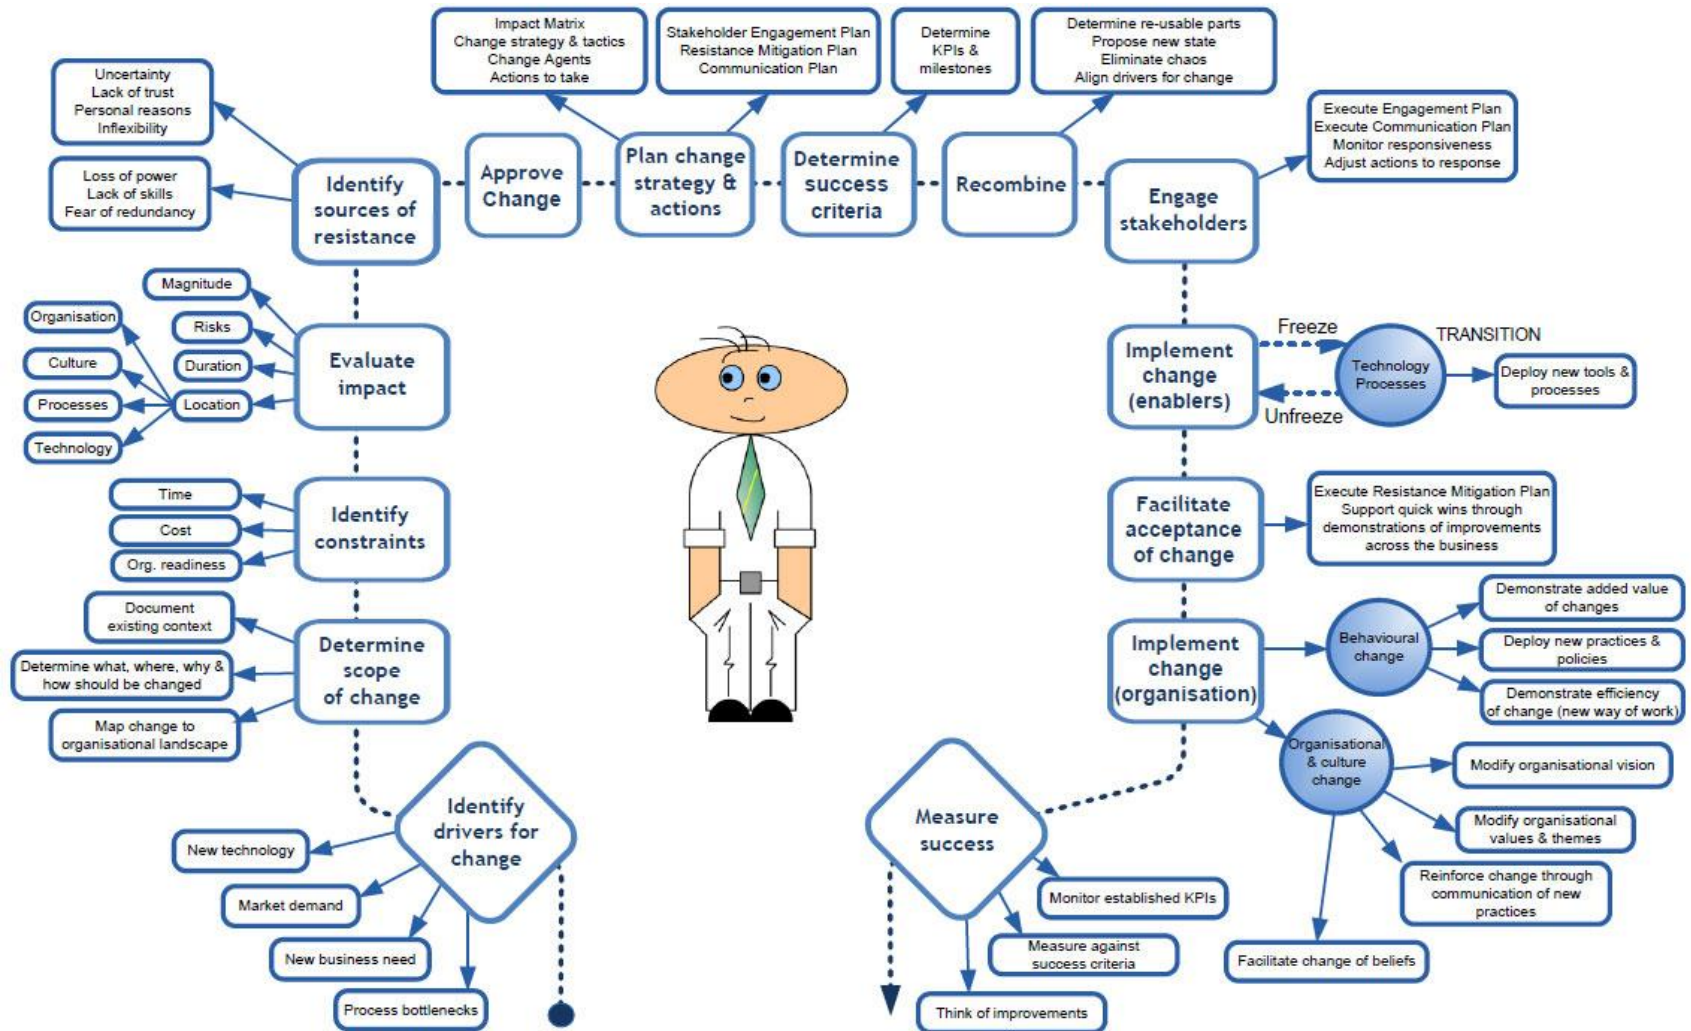 Impact Matrix
Change strategy & tactics
Change Agents
Actions to take
Stakeholder Engagement Plan
Resistance Mitigation Plan
Communication Plan
Determine
KPIs &
milestones
Determine re-usable parts
Propose new state
Eliminate chaos
Align drivers for change
Uncertainty
Lack of trust
Personal reasons
Inflexibility
Loss of power
Lack of skills
Fear of redundancy
Identify
sources of
resistance
Approve
Change
Plan change
strategy &
actions
Determine
success
criteria
Recombine
Engage
stakeholders
Execute Engagement Plan
Execute Communication Plan
Monitor responsiveness
Adjust actions to response
Magnitude
Organisation
Risks
Culture
Duration
Processes
Location
Technology
Evaluate
impact
Implement
change
(enablers)
Freeze
Unfreeze
Technology
Processes
TRANSITION
Deploy new tools &
processes
Time
Cost
Org. readiness
Identify
constraints
Facilitate
acceptance
of change
Execute Resistance Mitigation Plan
Support quick wins through
demonstrations of improvements
across the business
Document
existing context
Determine what, where, why &
how should be changed
Map change to
organisational landscape
Determine
scope
of change
Implement
change
(organisation)
Behavioural
change
Demonstrate added value
of changes
Deploy new practices &
policies
Demonstrate efficiency
of change (new way of work)
Organisational
& culture
change
Modify organisational vision
Modify organisational
values & themes
Reinforce change through
communication of new
practices
Facilitate change of beliefs
Identify
drivers for
change
New technology
Market demand
New business need
Process bottlenecks
Measure
success
Monitor established KPIs
Measure against
success criteria
Think of improvements